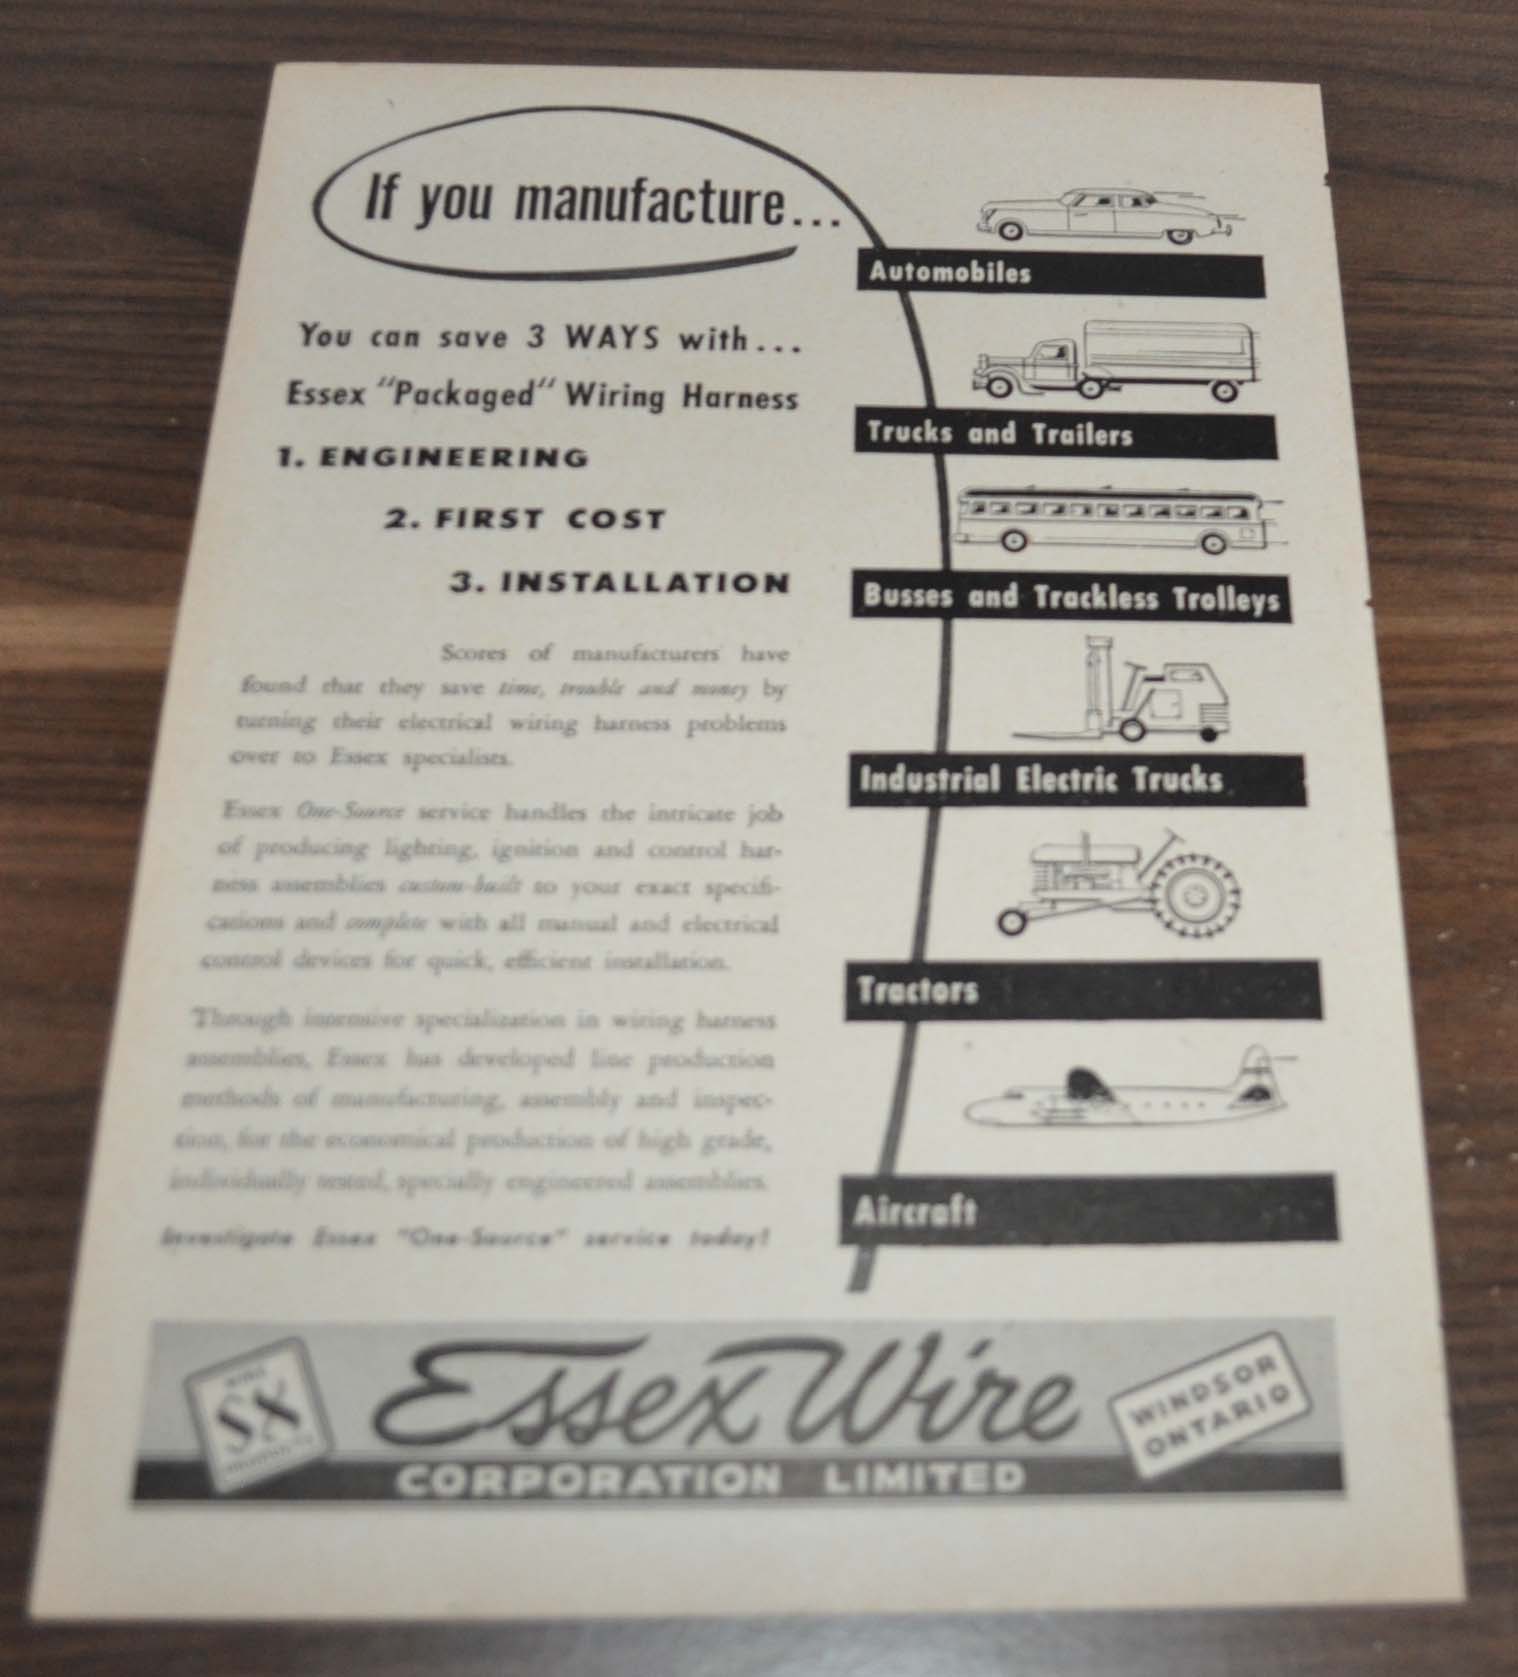 If you manufacture...
You can save 3 WAYS with...
Essex "Packaged" Wiring Harness
1. ENGINEERING
2. FIRST COST
3. INSTALLATION
Scores of manufacturers have
found that they save time, trouble and money by
turning their electrical wiring harness problems
over to Essex specialists.
Essex One-Source service handles the intricate job
of producing lighting, ignition and control har-
ness assemblies custom-built to your exact specifi-
cations and complete with all manual and electrical
control devices for quick, efficient installation.
Through intensive specialization in wiring harness
assemblies, Essex has developed line production
methods of manufacturing, assembly and inspec-
tion, for the economical production of high grade,
individually tested, specially engineered assemblies.
Investigate Essex "One-Source" service today!
Automobiles
Trucks and Trailers
Busses and Trackless Trolleys
Industrial Electric Trucks
Tractors
Aircraft
WIRE
SX
PRODUCTS
Essex Wire
CORPORATION LIMITED
WINDSOR
ONTARIO